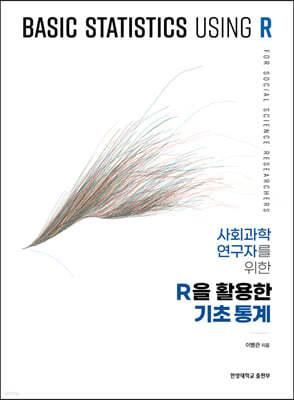 BASIC STATISTICS USING R
FOR SOCIAL SCIENCE RESEARCHERS
사회과학
연구자를
위한
R을 활용한
기초 통계
이병관 지음
한양대학교 출판부